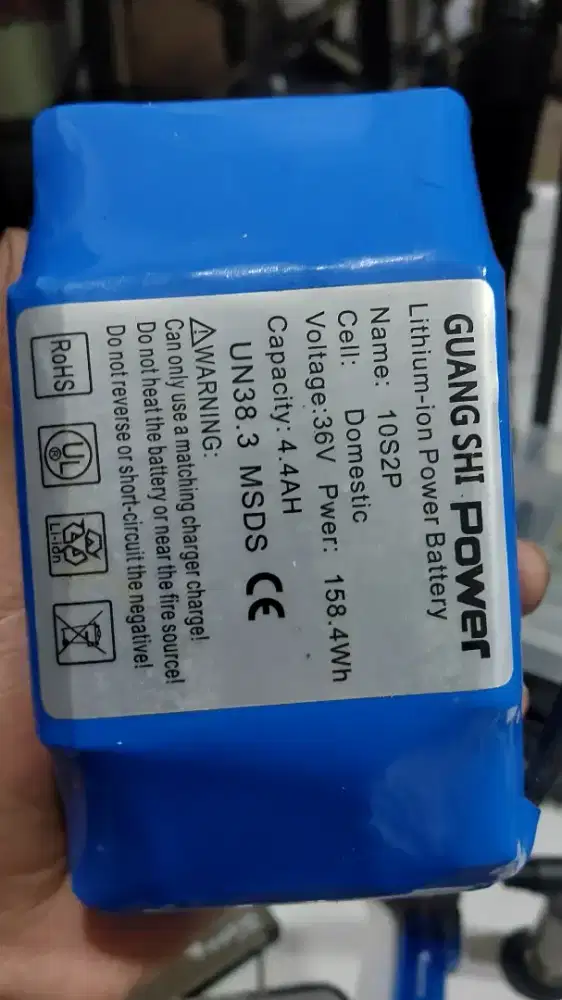 GUANG SHI Power
Lithium-ion Power Battery
Name: 10S2P
Cell: Domestic
Voltage:36V Pwer: 158.4Wh
Capacity: 4.4AH
UN38.3 MSDS CE
⚠WARNING:
Can only use a matching charger charge!
Do not heat the battery or near the fire source!
Do not reverse or short-circuit the negative!
RoHS
UL®
Li-ion